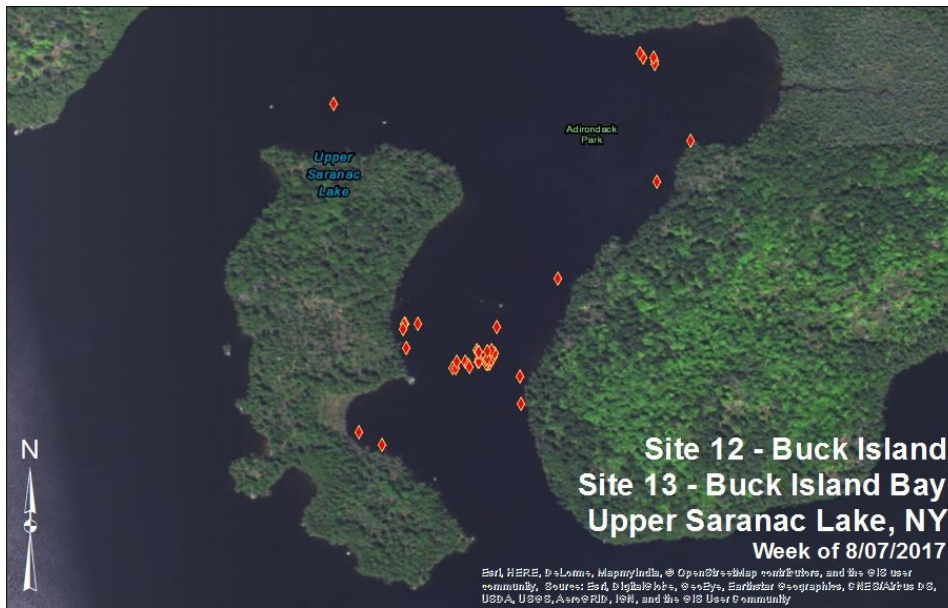 Adirondack
Park
Upper
Saranac
Lake
N
Site 12 - Buck Island
Site 13 - Buck Island Bay
Upper Saranac Lake, NY
Week of 8/07/2017
Esri, HERE, DeLorme, MapmyIndia, © OpenStreetMap contributors, and the GIS user
community, Source: Esri, DigitalGlobe, GeoEye, Earthstar Geographics, CNES/Airbus DS,
USDA, USGS, AeroGRID, IGN, and the GIS User Community